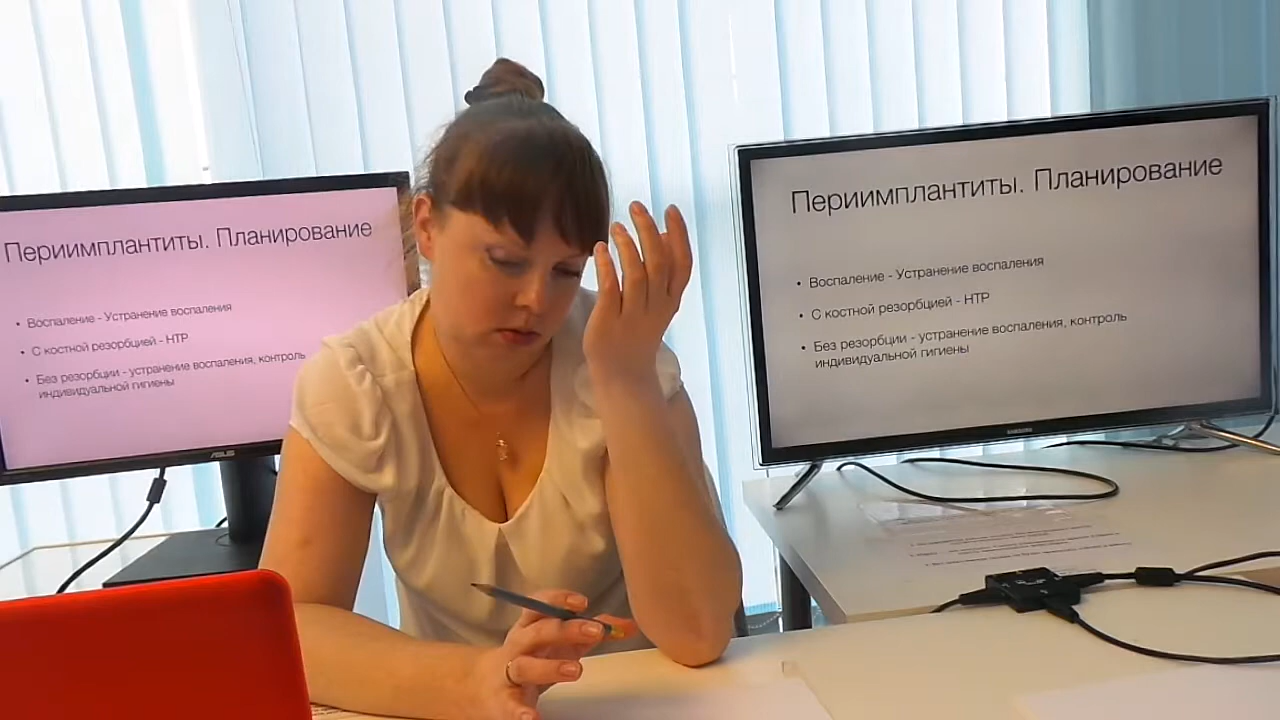 Периимплантиты. Планирование
• Воспаление - Устранение воспаления
• С костной резорбцией - НТР
• Без резорбции - устранение воспаления, контроль
индивидуальной гигиены
ASUS
Периимплантиты. Планирование
• Воспаление - Устранение воспаления
• С костной резорбцией - НТР
• Без резорбции - устранение воспаления, контроль
индивидуальной гигиены
SAMSUNG